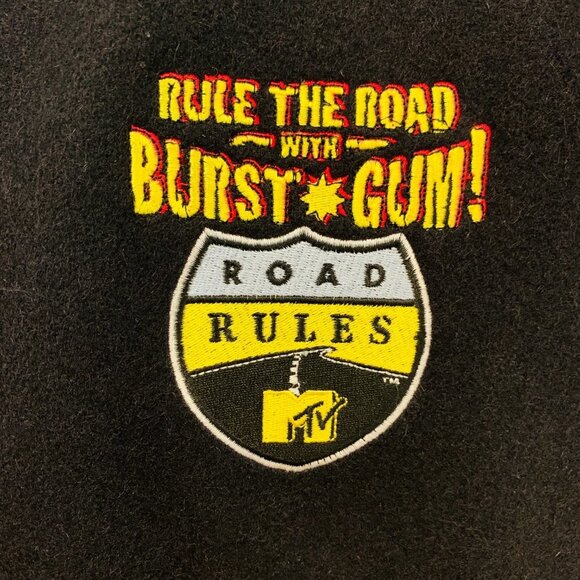 RULE THE ROAD
WITH
BURST GUM!
ROAD
RULES
TM
MTV